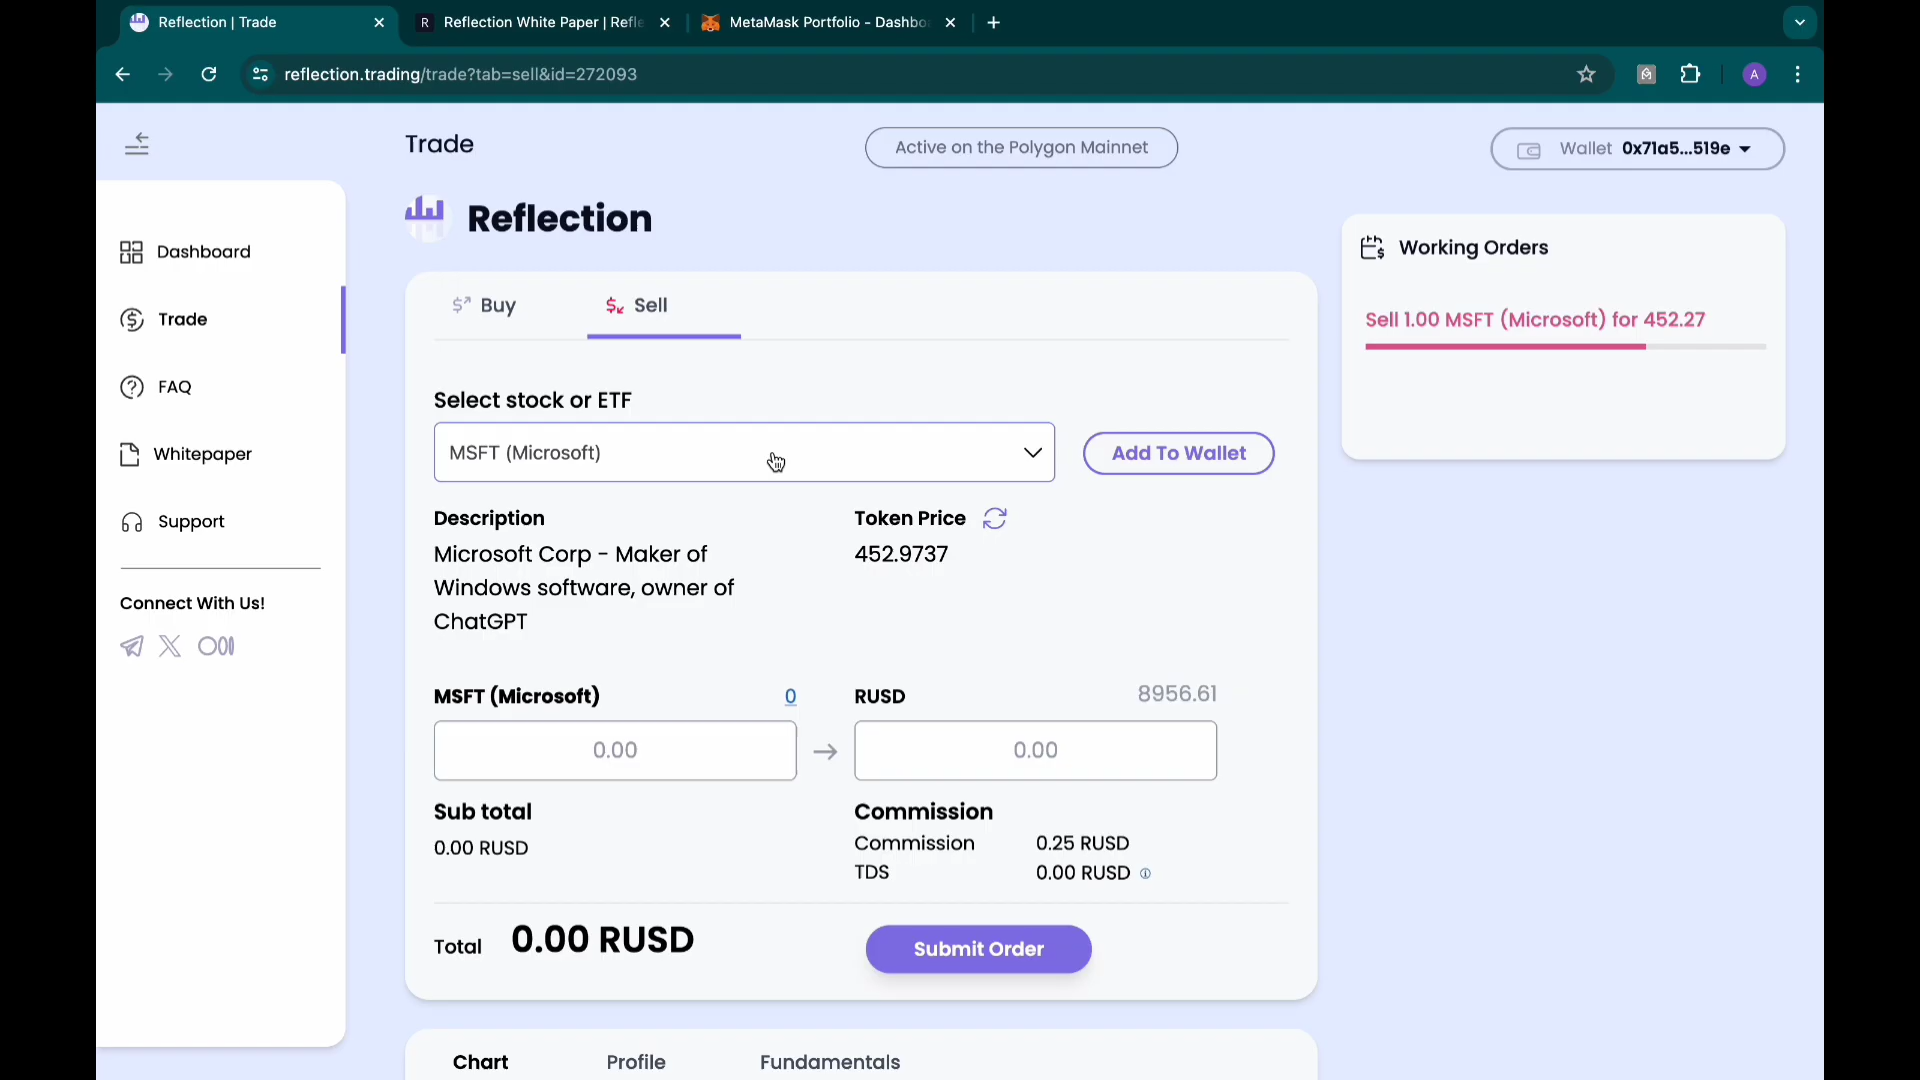 Reflection | Trade
Reflection White Paper | Refle
MetaMask Portfolio - Dashbo
reflection.trading/trade?tab=sell&id=272093
A
Trade
Active on the Polygon Mainnet
Wallet 0x71a5...519e
Reflection
Dashboard
Trade
FAQ
Whitepaper
Support
Connect With Us!
Buy
Sell
Select stock or ETF
MSFT (Microsoft)
Add To Wallet
Description
Microsoft Corp - Maker of
Windows software, owner of
ChatGPT
Token Price
452.9737
MSFT (Microsoft) 0
0.00
RUSD 8956.61
0.00
Sub total
0.00 RUSD
Commission
Commission 0.25 RUSD
TDS 0.00 RUSD
Total 0.00 RUSD
Submit Order
Chart Profile Fundamentals
Working Orders
Sell 1.00 MSFT (Microsoft) for 452.27